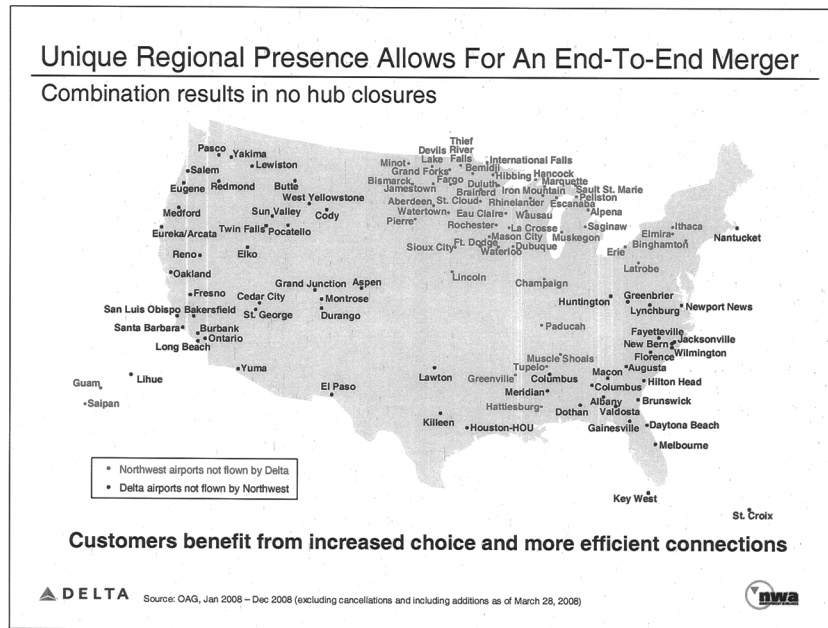 Unique Regional Presence Allows For An End-To-End Merger
Combination results in no hub closures
Pasco
Yakima
Lewiston
Salem
Eugene
Redmond
Butte
West Yellowstone
Medford
Sun Valley
Cody
Eureka/Arcata
Twin Falls
Pocatello
Reno
Elko
Oakland
Grand Junction
Aspen
Fresno
Cedar City
Montrose
San Luis Obispo
Bakersfield
St. George
Durango
Santa Barbara
Burbank
Ontario
Long Beach
Yuma
Lihue
Guam
Saipan
El Paso
Thief
River
Falls
Devils
Lake
International Falls
Minot
Grand Forks
Bemidji
Hibbing
Hancock
Bismarck
Fargo
Duluth
Marquette
Jamestown
Brainerd
Iron Mountain
Sault St. Marie
Aberdeen
St. Cloud
Rhinelander
Escanaba
Pellston
Watertown
Eau Claire
Wausau
Alpena
Pierre
Rochester
La Crosse
Saginaw
Mason City
Muskegon
Sioux City
Ft. Dodge
Waterloo
Dubuque
Elmira
Ithaca
Binghamton
Nantucket
Erie
Latrobe
Lincoln
Champaign
Huntington
Greenbrier
Lynchburg
Newport News
Paducah
Fayetteville
Jacksonville
New Bern
Wilmington
Florence
Muscle Shoals
Tupelo
Augusta
Macon
Greenville
Columbus
Columbus
Hilton Head
Lawton
Meridian
Albany
Brunswick
Hattiesburg
Dothan
Valdosta
Killeen
Houston-HOU
Gainesville
Daytona Beach
Melbourne
Key West
St. Croix
Northwest airports not flown by Delta
Delta airports not flown by Northwest
Customers benefit from increased choice and more efficient connections
DELTA
Source: OAG, Jan 2008 – Dec 2008 (excluding cancellations and including additions as of March 28, 2008)
nwa